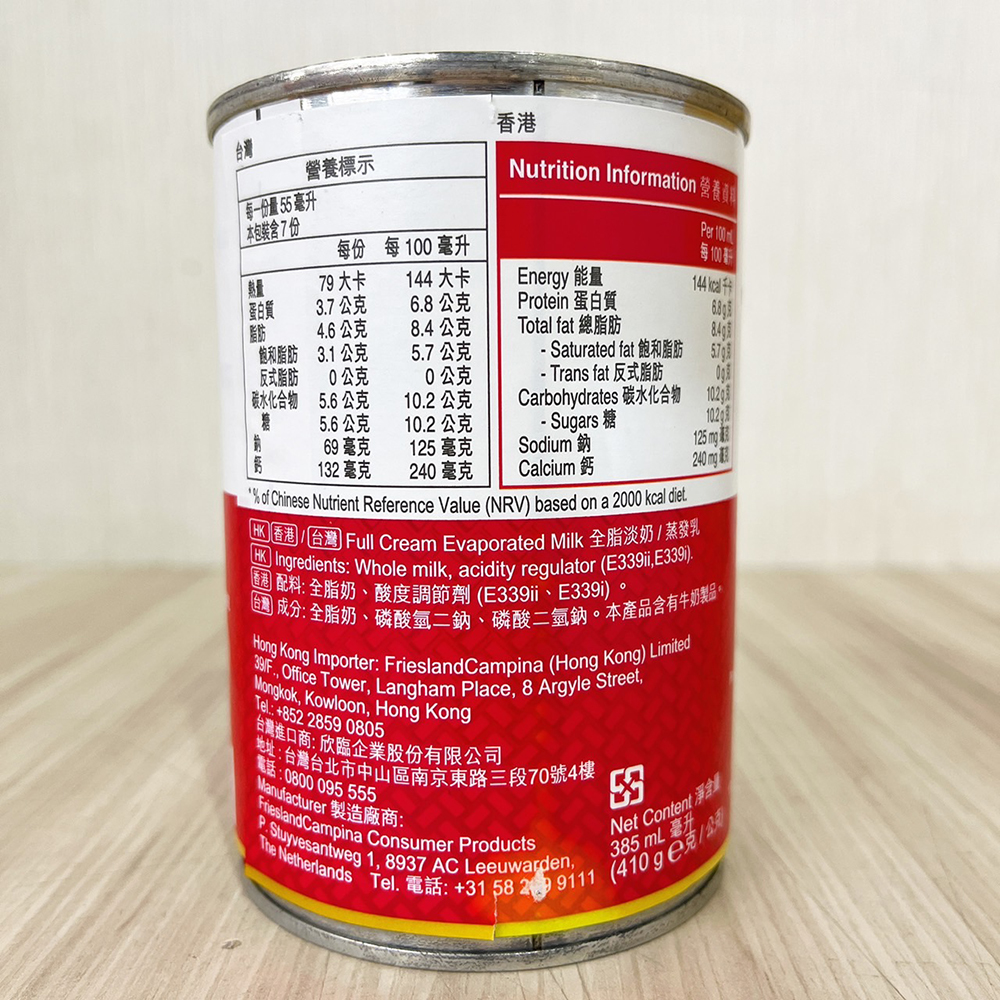 台灣
營養標示
每一份量 55 毫升
本包裝含 7 份
每份 每 100 毫升
熱量 79 大卡 144 大卡
蛋白質 3.7 公克 6.8 公克
脂肪 4.6 公克 8.4 公克
飽和脂肪 3.1 公克 5.7 公克
反式脂肪 0 公克 0 公克
碳水化合物 5.6 公克 10.2 公克
糖 5.6 公克 10.2 公克
鈉 69 毫克 125 毫克
鈣 132 毫克 240 毫克
香港
Nutrition Information 營養資料
Per 100 mL
每 100 毫升
Energy 能量 144 kcal 千卡
Protein 蛋白質 6.8 g 克
Total fat 總脂肪 8.4 g 克
- Saturated fat 飽和脂肪 5.7 g 克
- Trans fat 反式脂肪 0 g 克
Carbohydrates 碳水化合物 10.2 g 克
- Sugars 糖 10.2 g 克
Sodium 鈉 125 mg 毫克
Calcium 鈣 240 mg 毫克
* % of Chinese Nutrient Reference Value (NRV) based on a 2000 kcal diet.
HK 香港 / 台灣 Full Cream Evaporated Milk 全脂淡奶 / 蒸發乳
HK Ingredients: Whole milk, acidity regulator (E339ii,E339i).
香港 配料: 全脂奶、酸度調節劑 (E339ii、E339i)。
台灣 成分: 全脂奶、磷酸氫二鈉、磷酸二氫鈉。本產品含有牛奶製品。
Hong Kong Importer: FrieslandCampina (Hong Kong) Limited
39/F., Office Tower, Langham Place, 8 Argyle Street,
Mongkok, Kowloon, Hong Kong
Tel.: +852 2859 0805
台灣進口商: 欣臨企業股份有限公司
地址: 台灣台北市中山區南京東路三段70號4樓
電話: 0800 095 555
Manufacturer 製造廠商:
FrieslandCampina Consumer Products
P. Stuyvesantweg 1, 8937 AC Leeuwarden,
The Netherlands Tel. 電話: +31 58 9111
Net Content 淨含量
385 mL 毫升
(410 g e 克 / 公克)